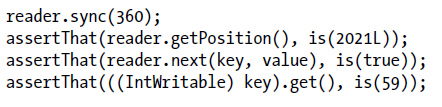 reader.sync(360);
assertThat(reader.getPosition(), is(2021L));
assertThat(reader.next(key, value), is(true));
assertThat(((IntWritable) key).get(), is(59));